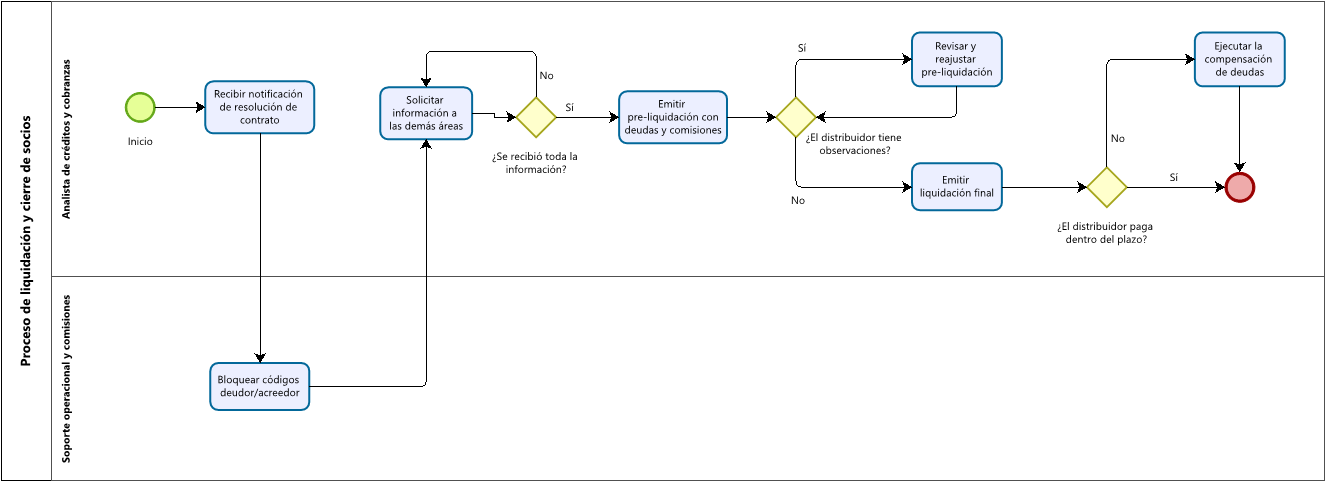 Proceso de liquidación y cierre de socios
Analista de créditos y cobranzas
Inicio
Recibir notificación
de resolución de
contrato
Solicitar
información a
las demás áreas
No
Sí
¿Se recibió toda la
información?
Emitir
pre-liquidación con
deudas y comisiones
Sí
¿El distribuidor tiene
observaciones?
No
Revisar y
reajustar
pre-liquidación
Emitir
liquidación final
No
Sí
¿El distribuidor paga
dentro del plazo?
Ejecutar la
compensación
de deudas
Soporte operacional y comisiones
Bloquear códigos
deudor/acreedor